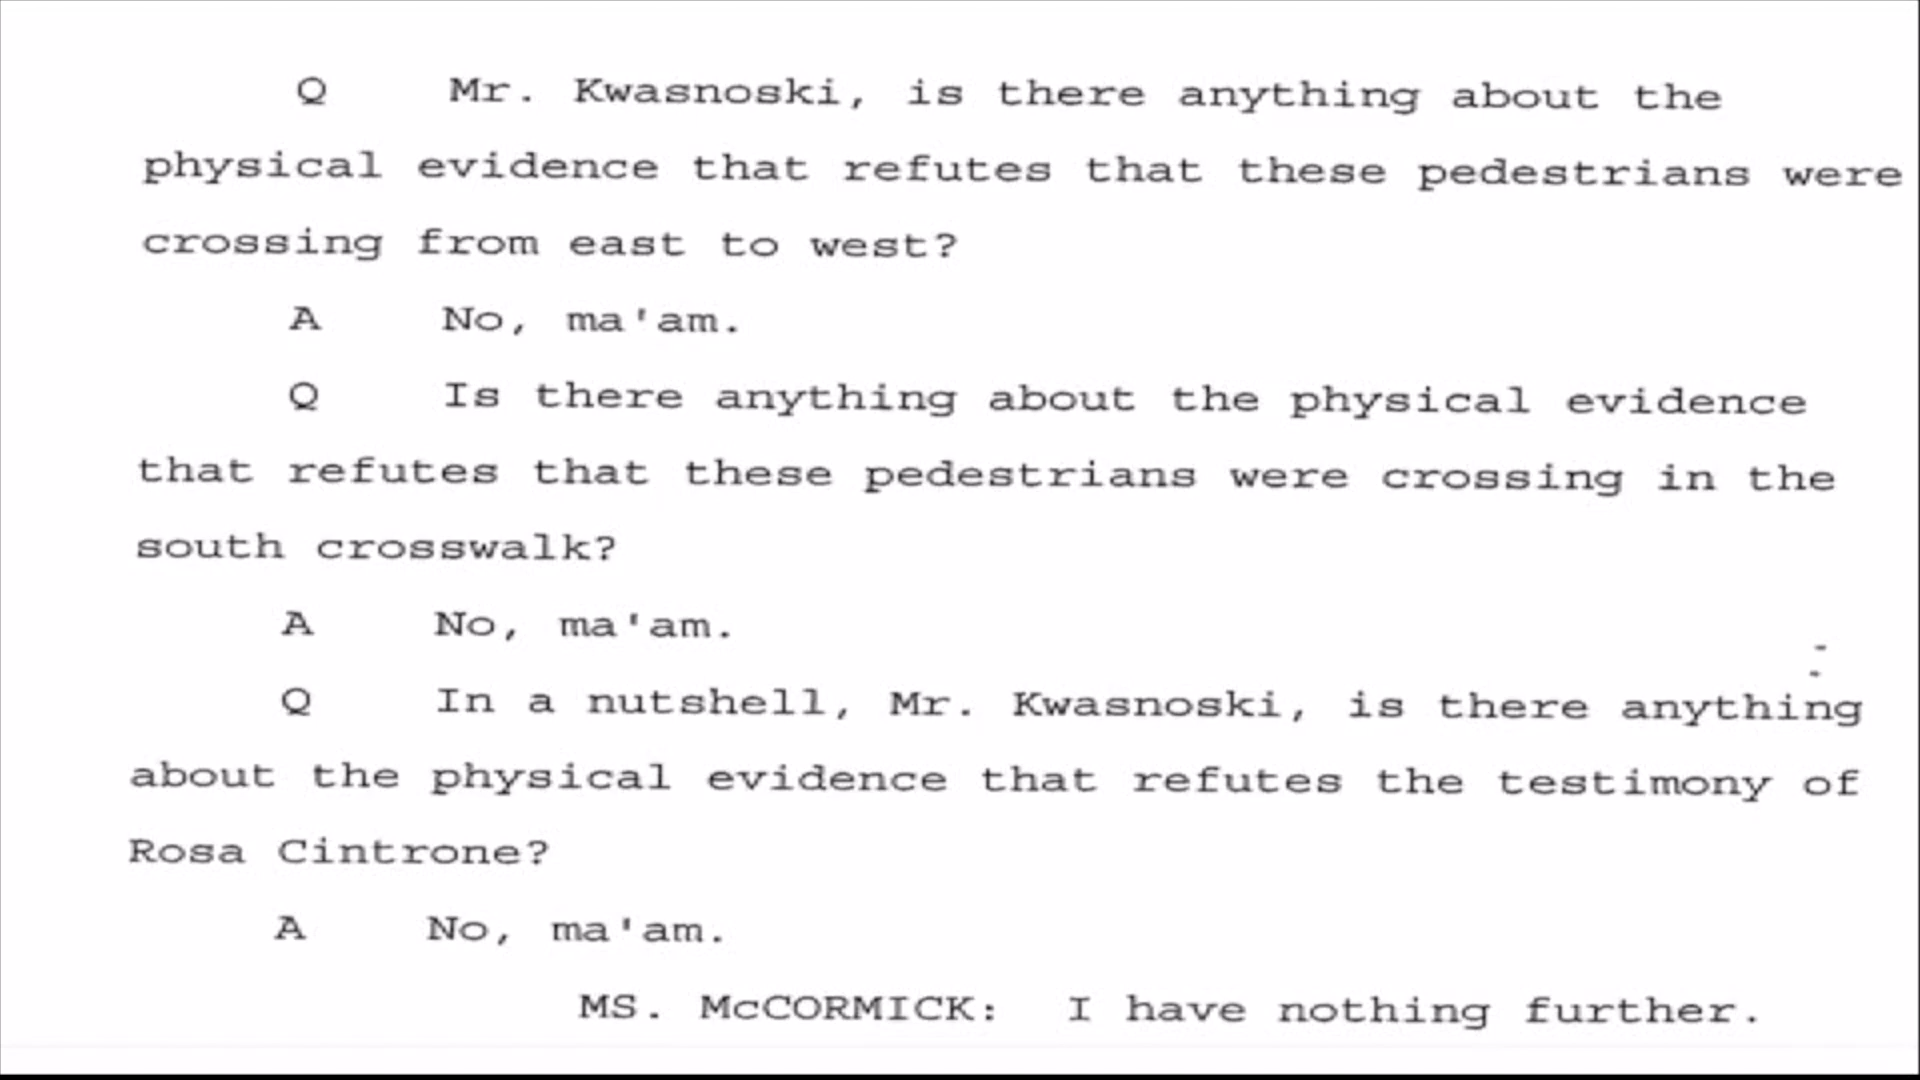 Q Mr. Kwasnoski, is there anything about the
physical evidence that refutes that these pedestrians were
crossing from east to west?
A No, ma'am.
Q Is there anything about the physical evidence
that refutes that these pedestrians were crossing in the
south crosswalk?
A No, ma'am.
Q In a nutshell, Mr. Kwasnoski, is there anything
about the physical evidence that refutes the testimony of
Rosa Cintrone?
A No, ma'am.
MS. McCORMICK: I have nothing further.